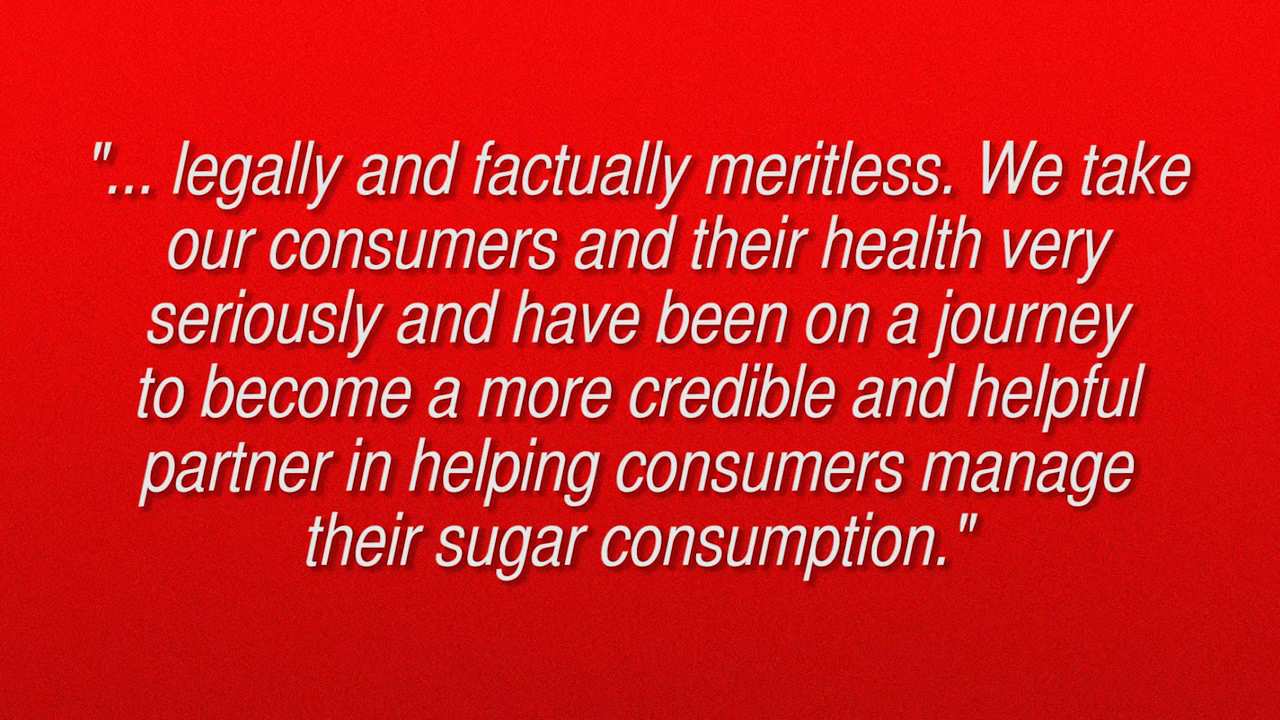 "... legally and factually meritless. We take
our consumers and their health very
seriously and have been on a journey
to become a more credible and helpful
partner in helping consumers manage
their sugar consumption."